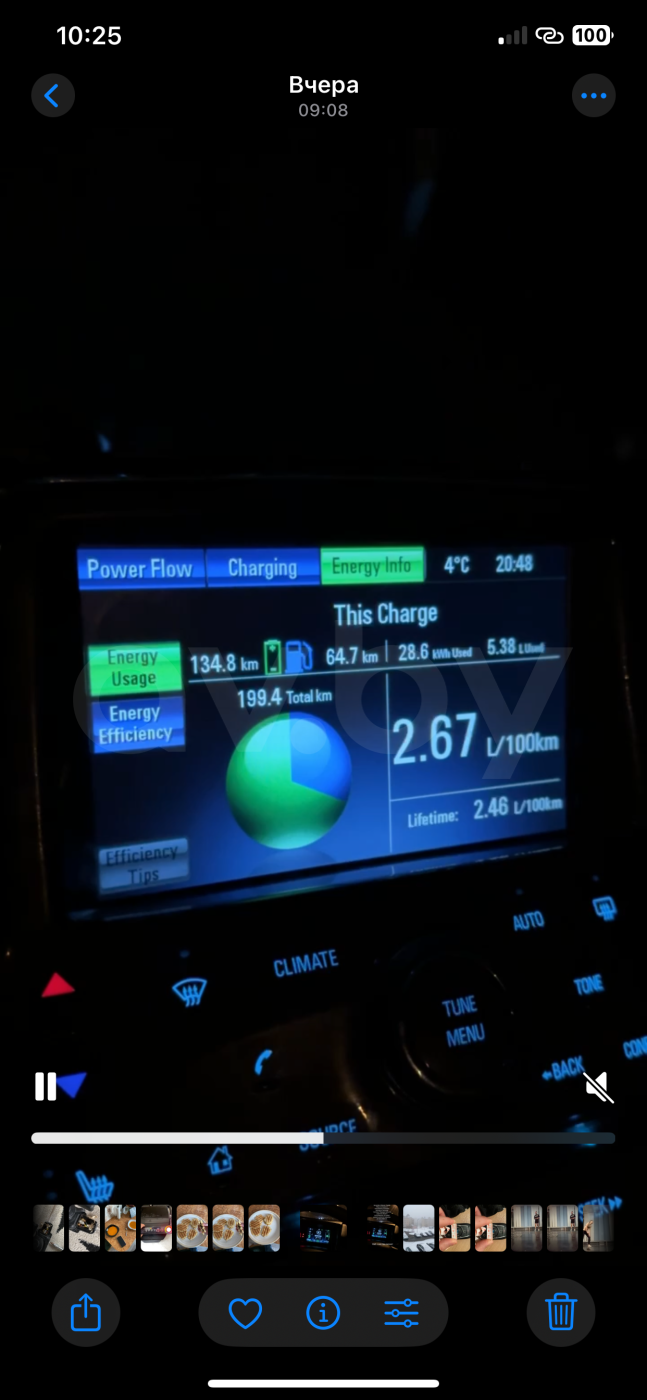 10:25
100
Вчера
09:08
Power Flow Charging Energy Info 4°C 20:48
This Charge
Energy Usage
134.8 km 64.7 km 28.6 kWh Used 5.38 L Used
199.4 Total km
Energy Efficiency
2.67 L/100km
Lifetime: 2.46 L/100km
Efficiency Tips
av.by
AUTO
CLIMATE
TONE
TUNE
MENU
BACK
SOURCE